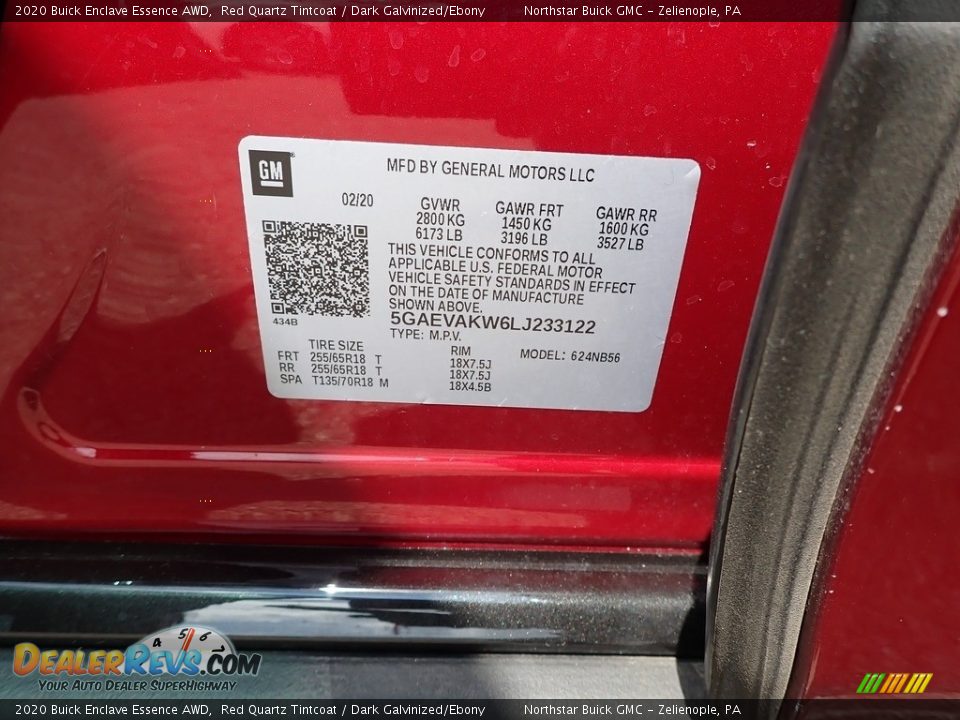 2020 Buick Enclave Essence AWD, Red Quartz Tintcoat / Dark Galvinized/Ebony Northstar Buick GMC - Zelienople, PA
GM
MFD BY GENERAL MOTORS LLC
02/20 GVWR GAWR FRT GAWR RR
2800 KG 1450 KG 1600 KG
6173 LB 3196 LB 3527 LB
THIS VEHICLE CONFORMS TO ALL
APPLICABLE U.S. FEDERAL MOTOR
VEHICLE SAFETY STANDARDS IN EFFECT
ON THE DATE OF MANUFACTURE
SHOWN ABOVE.
434B
5GAEVAKW6LJ233122
TYPE: M.P.V.
TIRE SIZE RIM MODEL: 624NB56
FRT 255/65R18 T 18X7.5J
RR 255/65R18 T 18X7.5J
SPA T135/70R18 M 18X4.5B
4 5 6 7
DEALERREVS.COM
YOUR AUTO DEALER SUPERHIGHWAY
2020 Buick Enclave Essence AWD, Red Quartz Tintcoat / Dark Galvinized/Ebony Northstar Buick GMC - Zelienople, PA